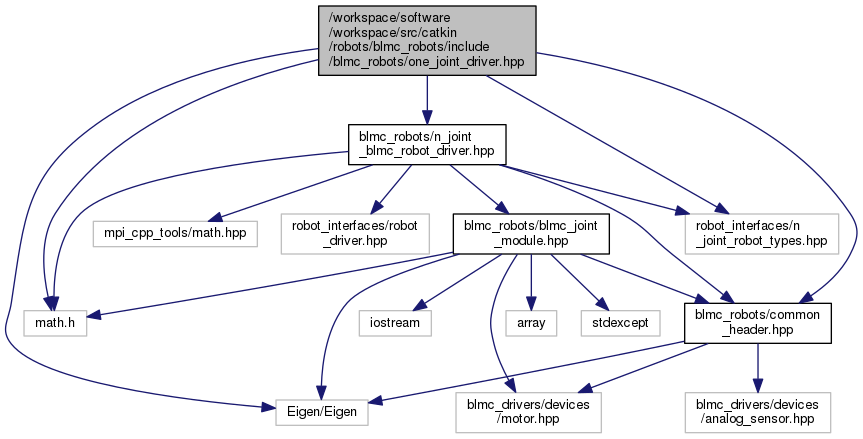 /workspace/software
/workspace/src/catkin
/robots/blmc_robots/include
/blmc_robots/one_joint_driver.hpp
blmc_robots/n_joint
_blmc_robot_driver.hpp
mpi_cpp_tools/math.hpp
robot_interfaces/robot
_driver.hpp
blmc_robots/blmc_joint
_module.hpp
robot_interfaces/n
_joint_robot_types.hpp
math.h
iostream
array
stdexcept
blmc_robots/common
_header.hpp
Eigen/Eigen
blmc_drivers/devices
/motor.hpp
blmc_drivers/devices
/analog_sensor.hpp